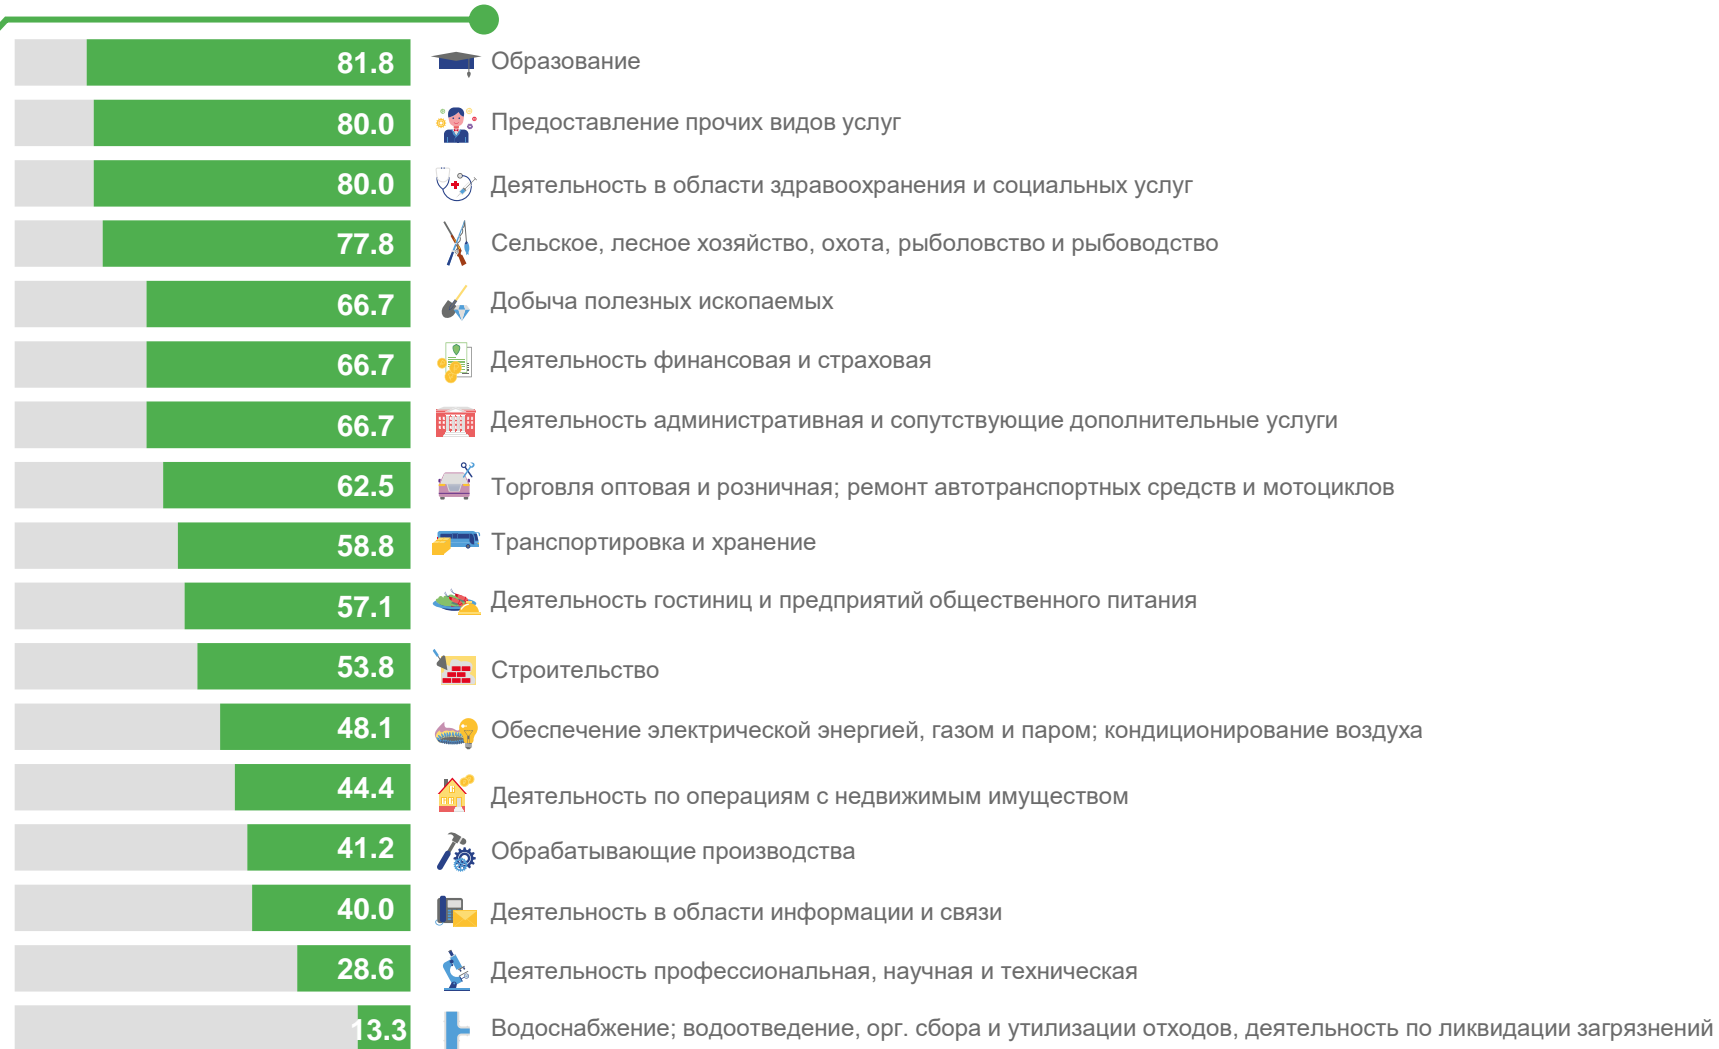 81.8 Образование
80.0 Предоставление прочих видов услуг
80.0 Деятельность в области здравоохранения и социальных услуг
77.8 Сельское, лесное хозяйство, охота, рыболовство и рыбоводство
66.7 Добыча полезных ископаемых
66.7 Деятельность финансовая и страховая
66.7 Деятельность административная и сопутствующие дополнительные услуги
62.5 Торговля оптовая и розничная; ремонт автотранспортных средств и мотоциклов
58.8 Транспортировка и хранение
57.1 Деятельность гостиниц и предприятий общественного питания
53.8 Строительство
48.1 Обеспечение электрической энергией, газом и паром; кондиционирование воздуха
44.4 Деятельность по операциям с недвижимым имуществом
41.2 Обрабатывающие производства
40.0 Деятельность в области информации и связи
28.6 Деятельность профессиональная, научная и техническая
13.3 Водоснабжение; водоотведение, орг. сбора и утилизации отходов, деятельность по ликвидации загрязнений